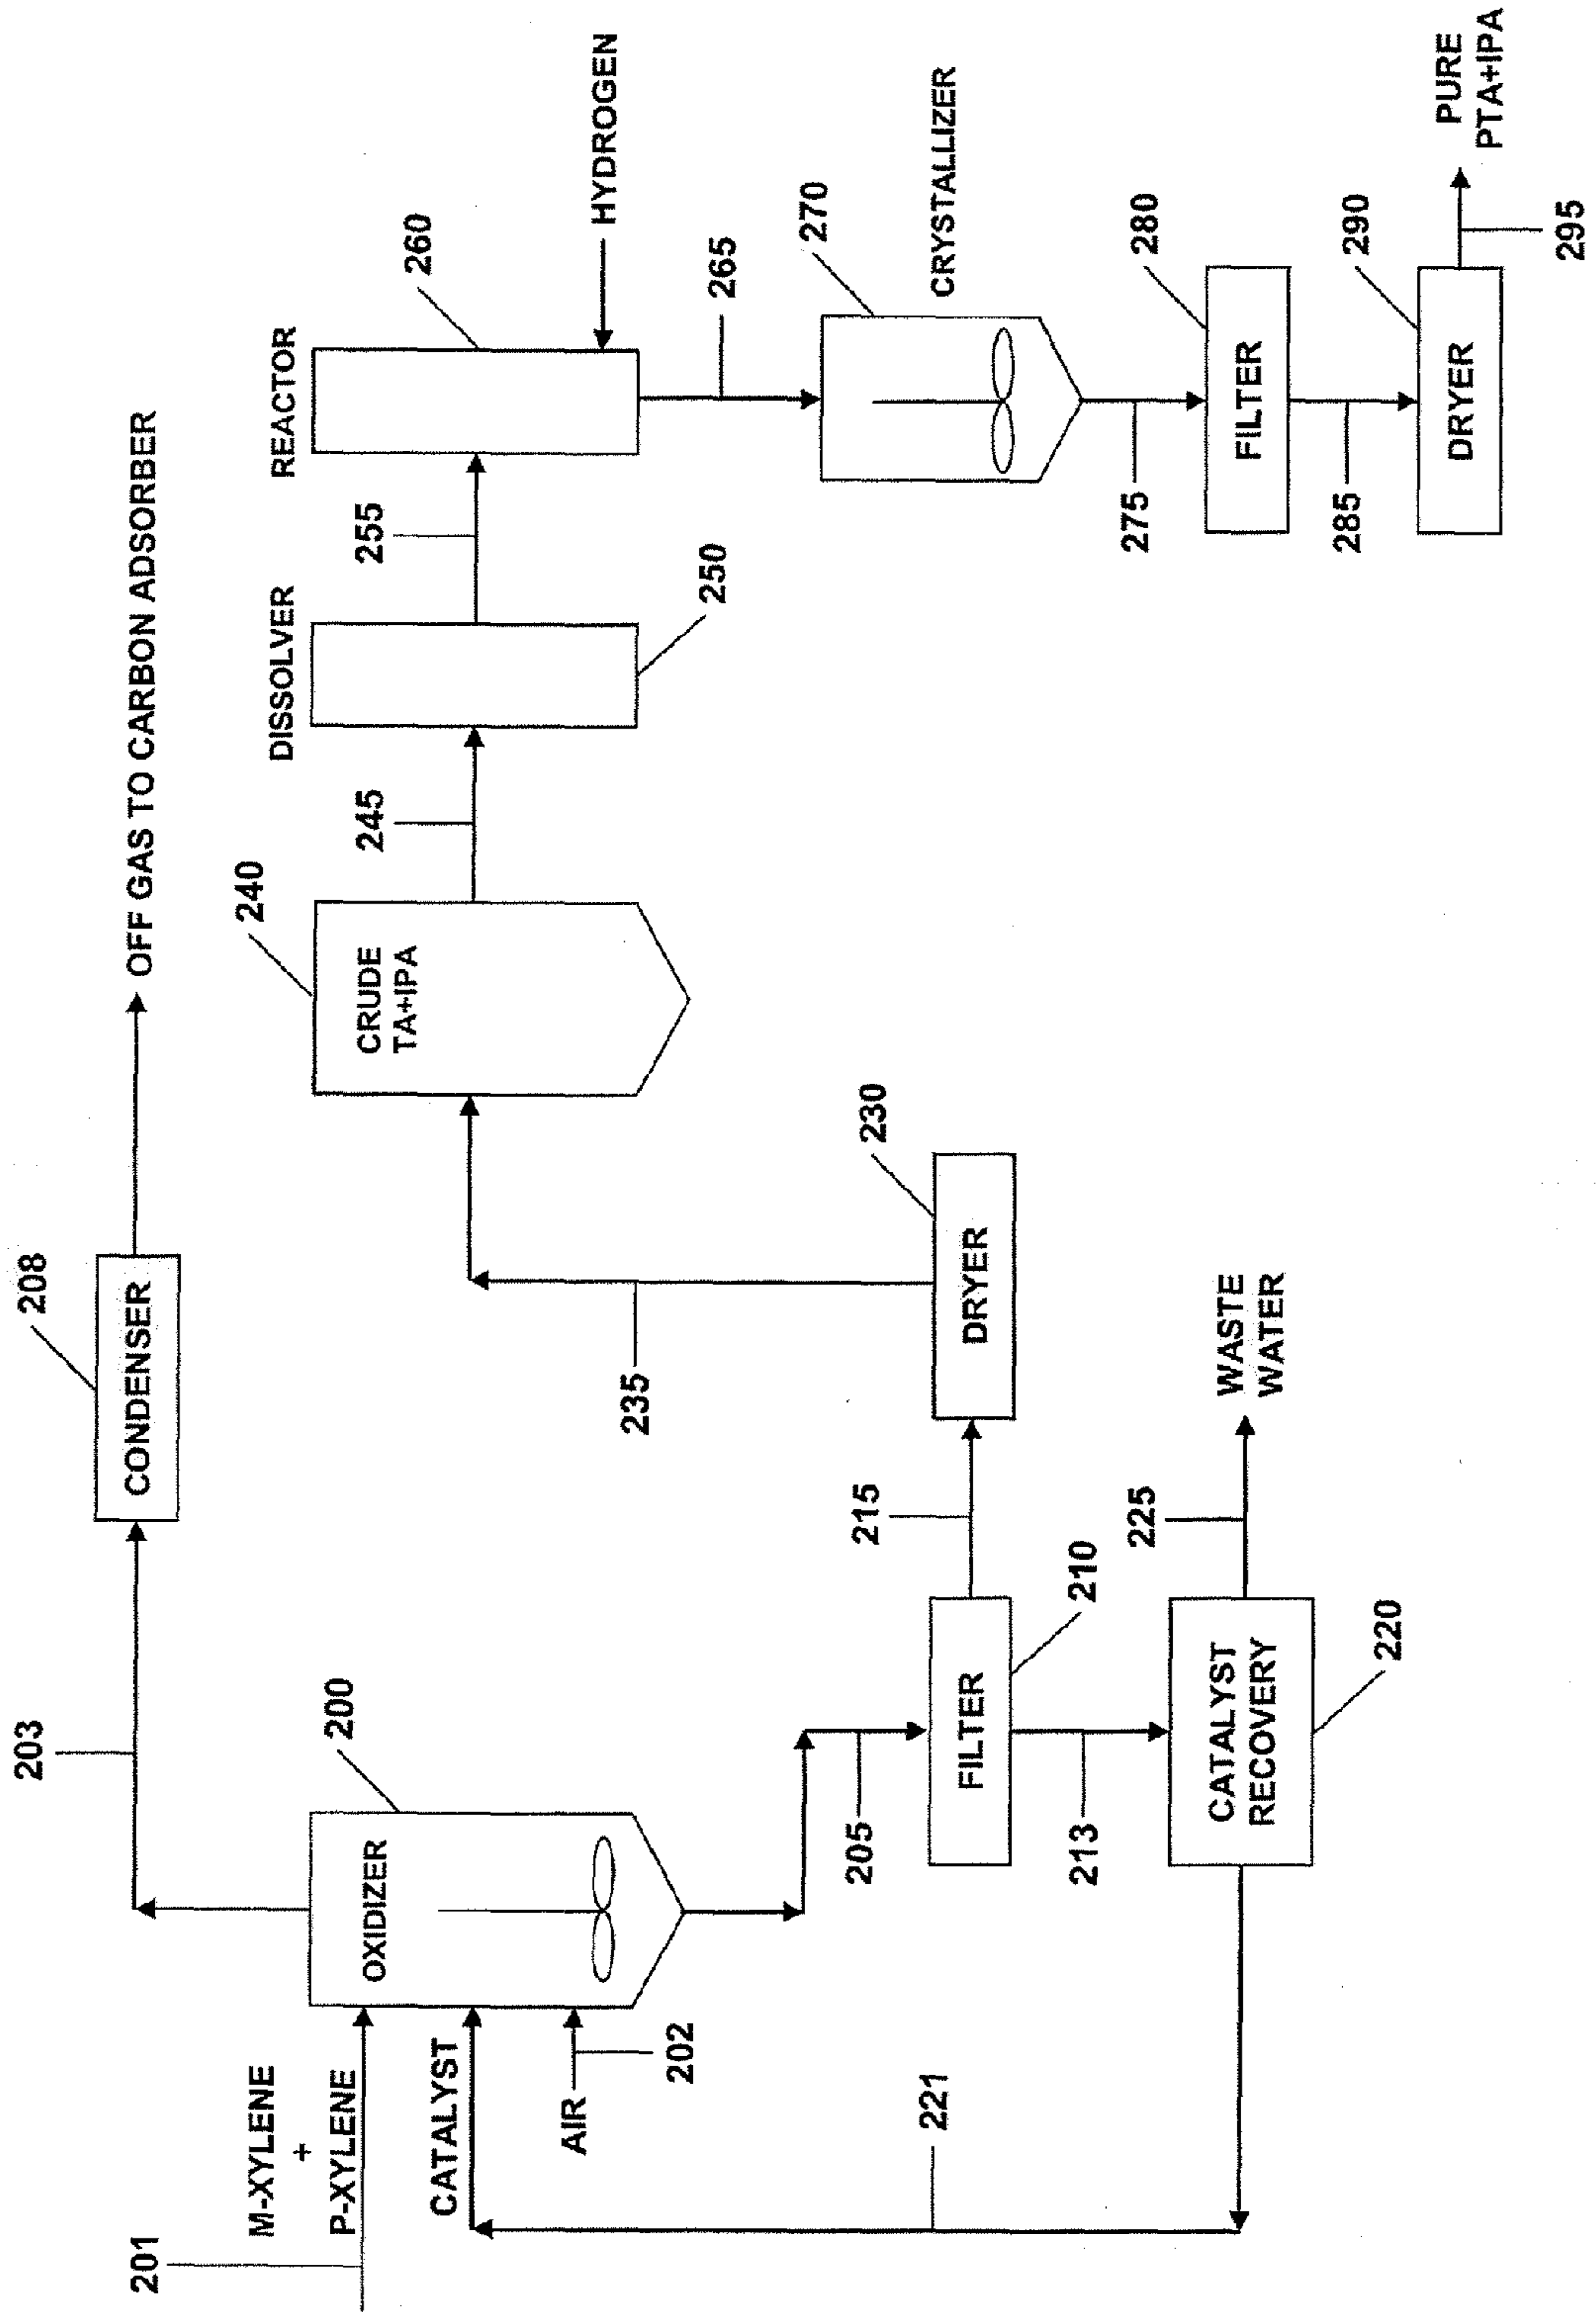 203
208
CONDENSER
OFF GAS TO CARBON ADSORBER
201
M-XYLENE
+
P-XYLENE
CATALYST
AIR
202
OXIDIZER
200
221
205
FILTER
210
213
215
CATALYST
RECOVERY
220
225
WASTE
WATER
DRYER
230
235
CRUDE
TA+IPA
240
245
DISSOLVER
250
255
REACTOR
260
HYDROGEN
265
270
CRYSTALLIZER
275
FILTER
280
285
DRYER
290
PURE
PTA+IPA
295